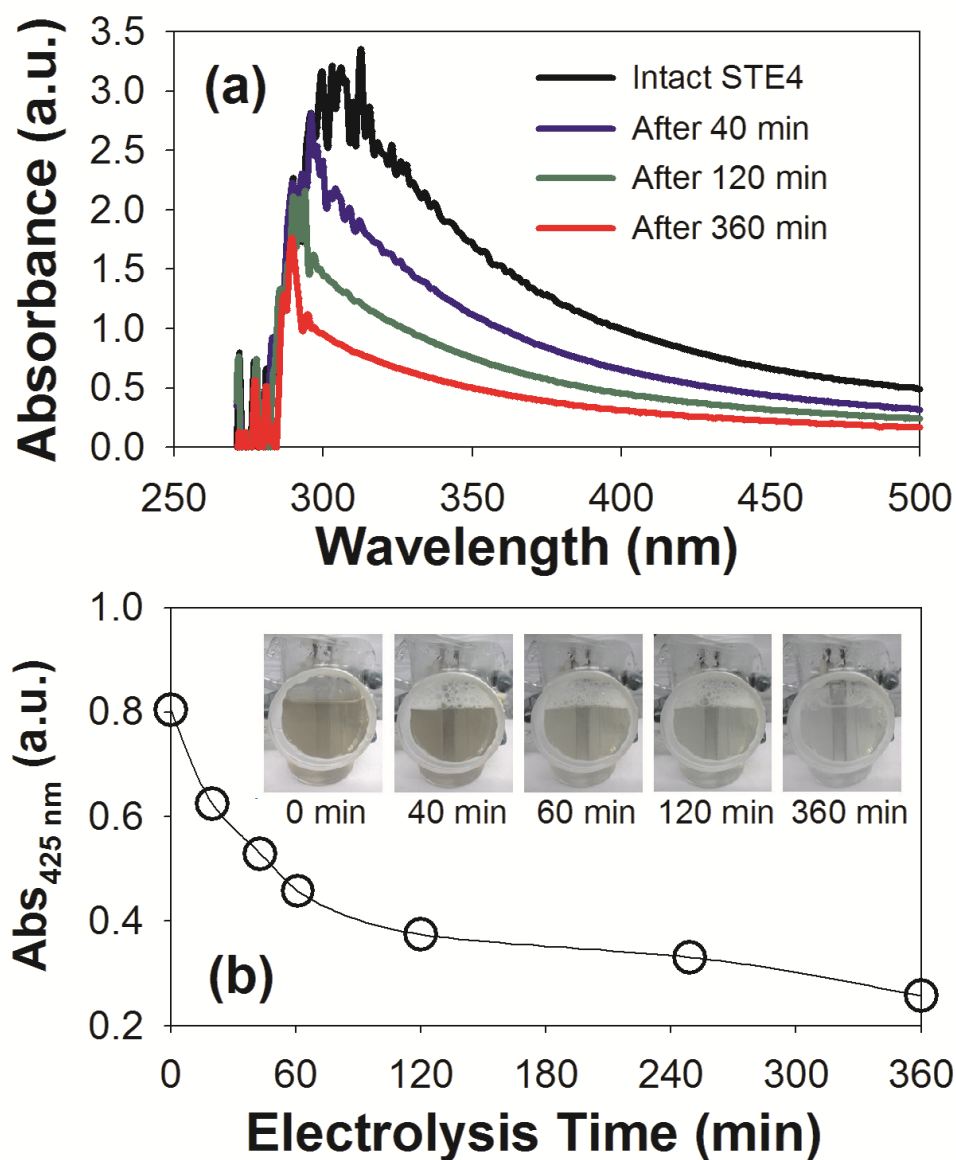 3.5
3.0
2.5
2.0
1.5
1.0
0.5
0.0
Absorbance (a.u.)
(a)
Intact STE4
After 40 min
After 120 min
After 360 min
250 300 350 400 450 500
Wavelength (nm)
1.0
0.8
0.6
0.4
0.2
Abs425 nm (a.u.)
0 min 40 min 60 min 120 min 360 min
(b)
0 60 120 180 240 300 360
Electrolysis Time (min)